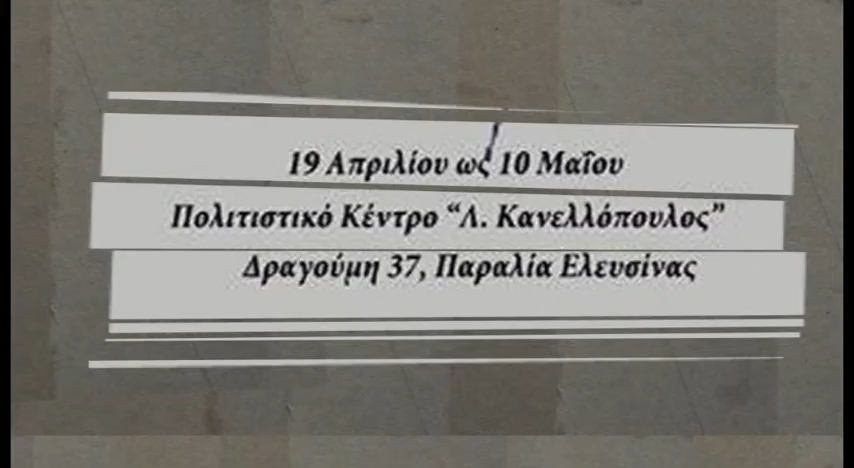 19 Απριλίου ως 10 Μαΐου
Πολιτιστικό Κέντρο “Λ. Κανελλόπουλος”
Δραγούμη 37, Παραλία Ελευσίνας